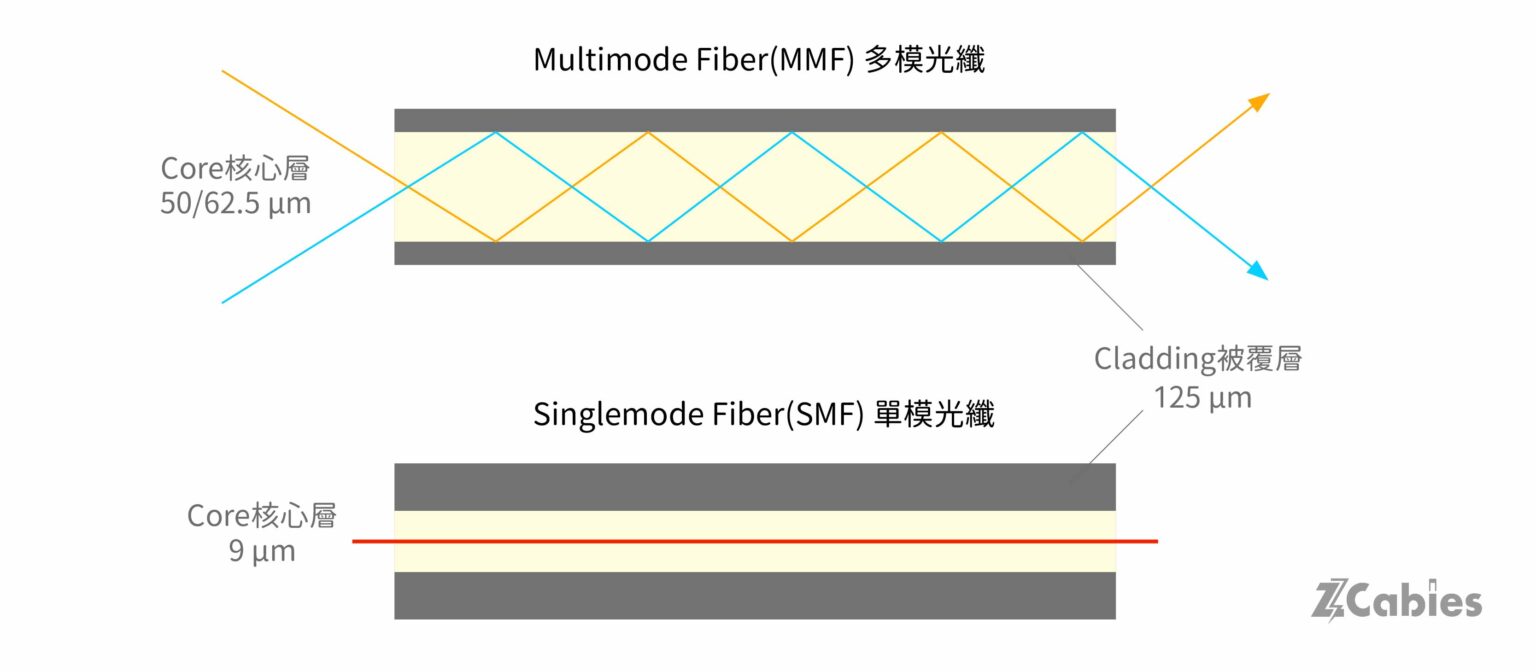 Multimode Fiber(MMF) 多模光纖
Core核心層
50/62.5 μm
Cladding被覆層
125 μm
Singlemode Fiber(SMF) 單模光纖
Core核心層
9 μm
ZCabies